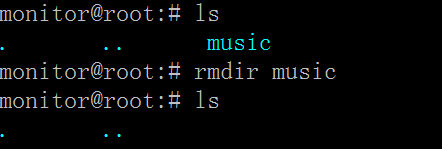 monitor@root:# ls
.       ..      music
monitor@root:# rmdir music
monitor@root:# ls
.       ..